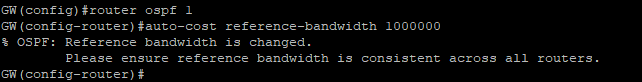 GW(config)#router ospf 1
GW(config-router)#auto-cost reference-bandwidth 1000000
% OSPF: Reference bandwidth is changed.
Please ensure reference bandwidth is consistent across all routers.
GW(config-router)#